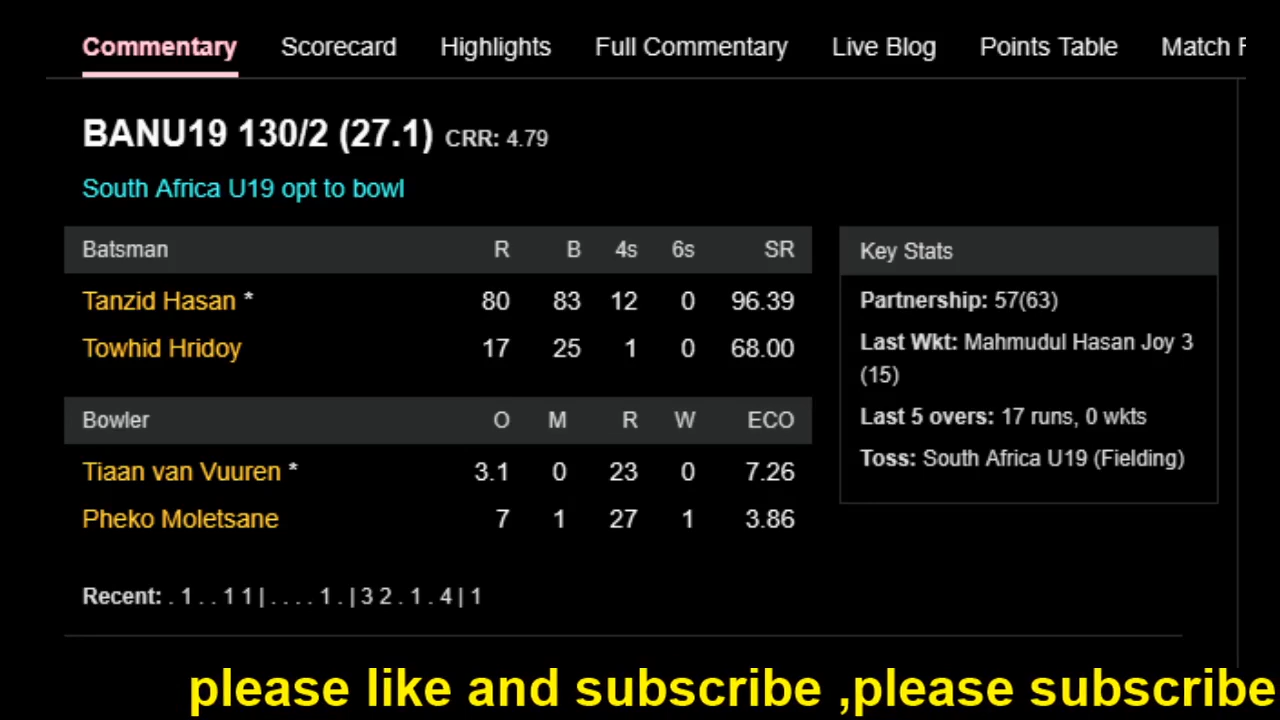 Commentary Scorecard Highlights Full Commentary Live Blog Points Table Match F
BANU19 130/2 (27.1) CRR: 4.79
South Africa U19 opt to bowl
Batsman R B 4s 6s SR
Tanzid Hasan * 80 83 12 0 96.39
Towhid Hridoy 17 25 1 0 68.00
Bowler O M R W ECO
Tiaan van Vuuren * 3.1 0 23 0 7.26
Pheko Moletsane 7 1 27 1 3.86
Recent: . 1 . . 1 1 | . . . . 1 . | 3 2 . 1 . 4 | 1
Key Stats
Partnership: 57(63)
Last Wkt: Mahmudul Hasan Joy 3
(15)
Last 5 overs: 17 runs, 0 wkts
Toss: South Africa U19 (Fielding)
please like and subscribe ,please subscribe